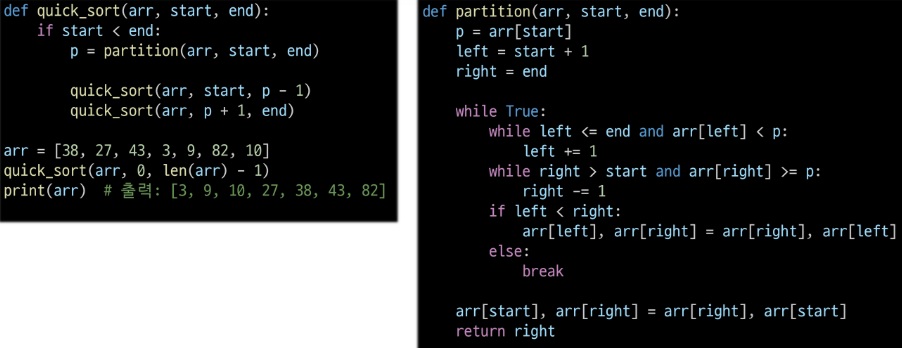 def quick_sort(arr, start, end):
    if start < end:
        p = partition(arr, start, end)

        quick_sort(arr, start, p - 1)
        quick_sort(arr, p + 1, end)

arr = [38, 27, 43, 3, 9, 82, 10]
quick_sort(arr, 0, len(arr) - 1)
print(arr)  # 출력: [3, 9, 10, 27, 38, 43, 82]

def partition(arr, start, end):
    p = arr[start]
    left = start + 1
    right = end

    while True:
        while left <= end and arr[left] < p:
            left += 1
        while right > start and arr[right] >= p:
            right -= 1
        if left < right:
            arr[left], arr[right] = arr[right], arr[left]
        else:
            break

    arr[start], arr[right] = arr[right], arr[start]
    return right